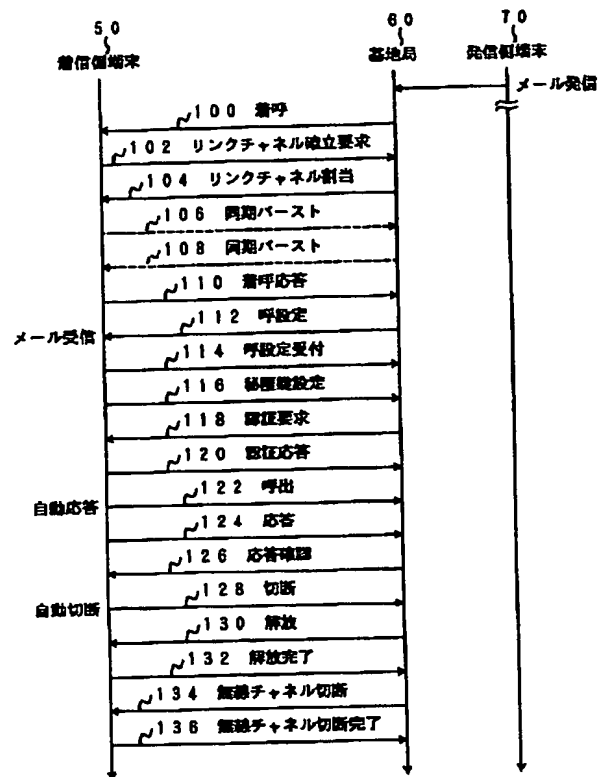 50 60 70
着信側端末 基地局 発信側端末
メール発信
100 着呼
102 リンクチャネル確立要求
104 リンクチャネル割当
106 同期バースト
108 同期バースト
110 着呼応答
112 呼設定
メール受信
114 呼設定受付
116 秘匿鍵設定
118 認証要求
120 認証応答
122 呼出
自動応答
124 応答
126 応答確認
128 切断
自動切断
130 解放
132 解放完了
134 無線チャネル切断
136 無線チャネル切断完了